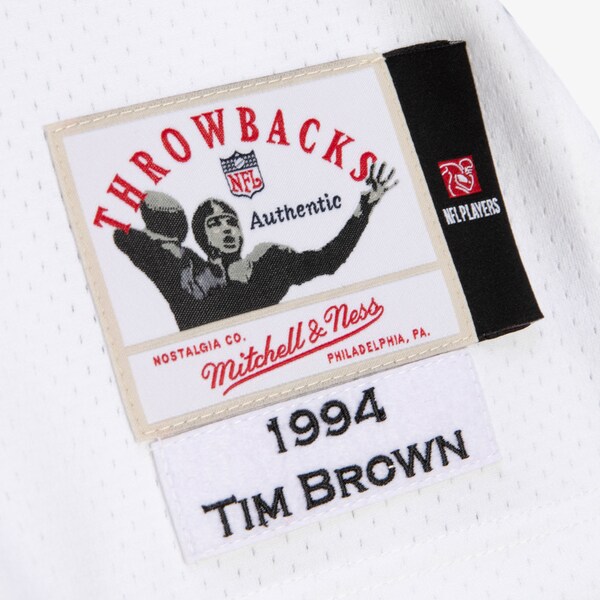 THROWBACKS
NFL
Authentic
NOSTALGIA CO.
Mitchell & Ness
PHILADELPHIA, PA.
NFL PLAYERS
1994
TIM BROWN